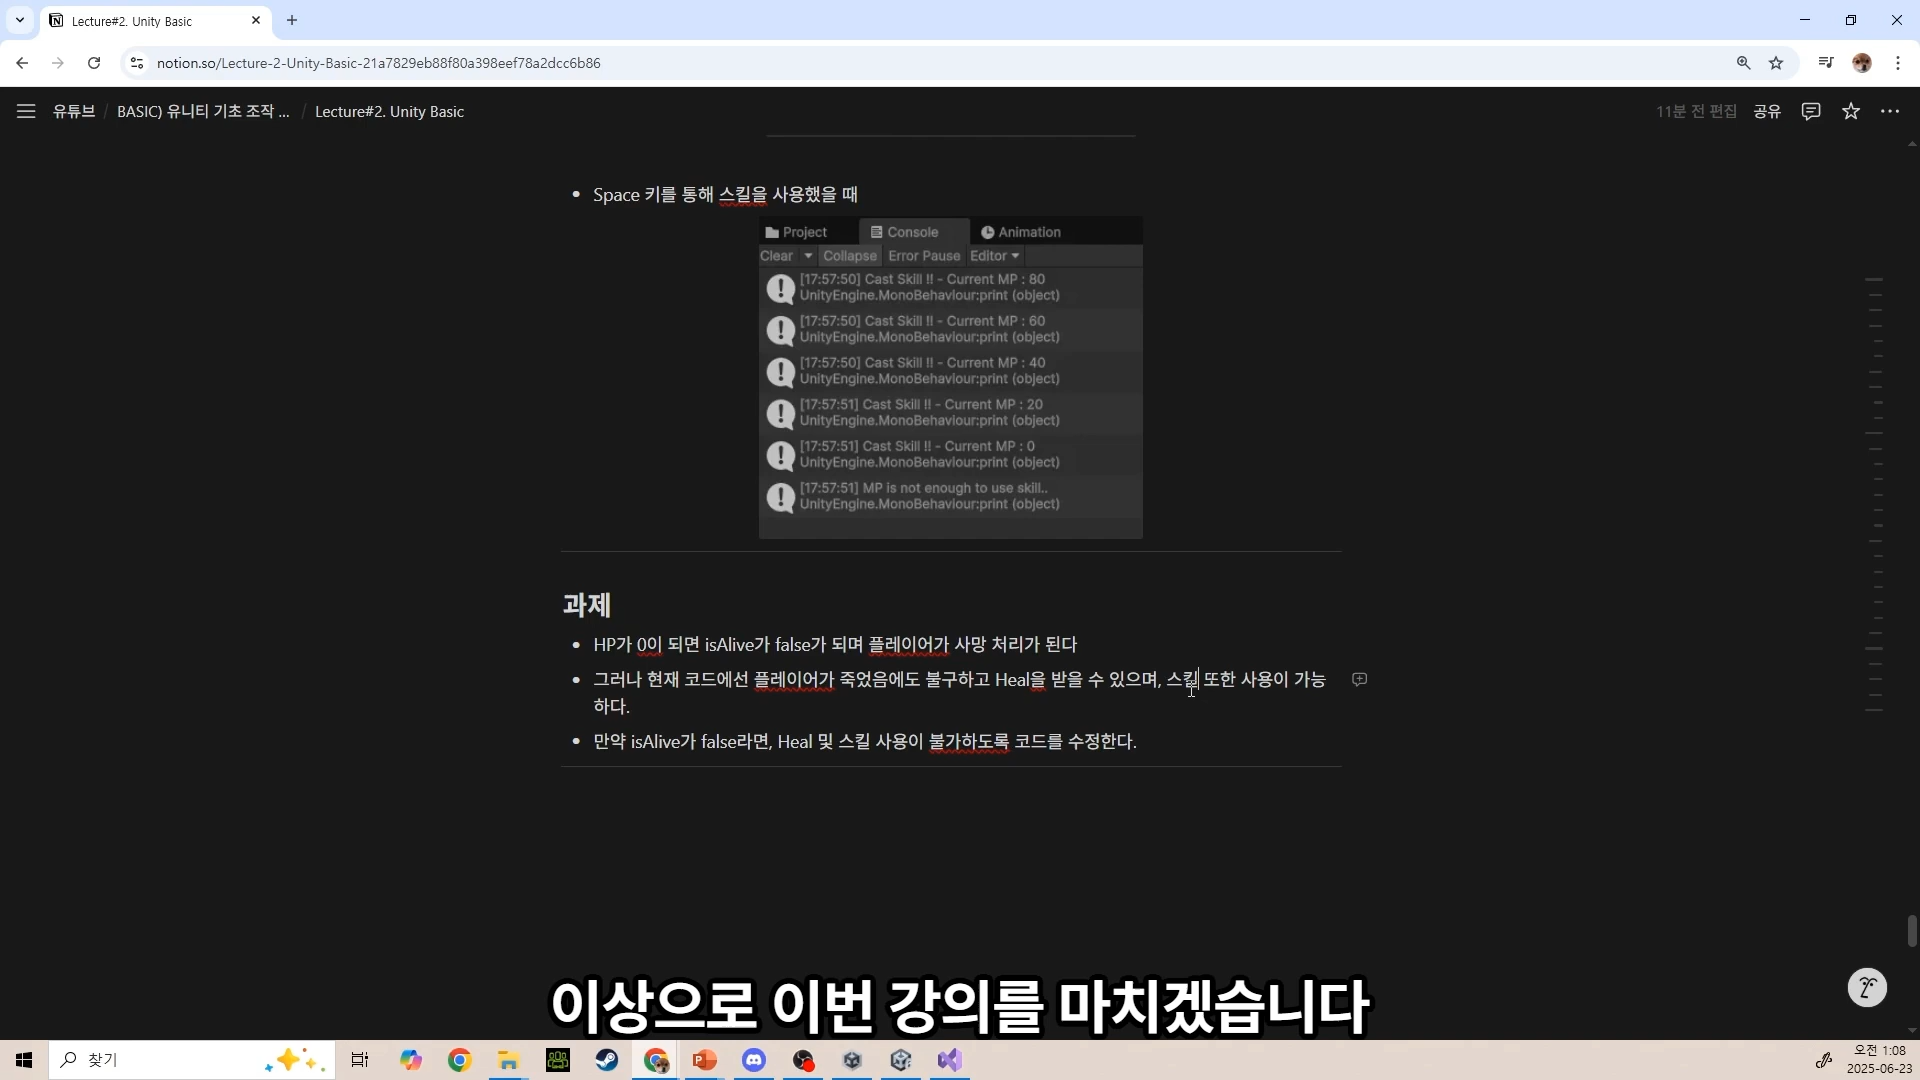 Lecture#2. Unity Basic
notion.so/Lecture-2-Unity-Basic-21a7829eb88f80a398eef78a2dcc6b86
유튜브 / BASIC) 유니티 기초 조작 ... / Lecture#2. Unity Basic
11분 전 편집 공유
Space 키를 통해 스킬을 사용했을 때
Project Console Animation
Clear Collapse Error Pause Editor
[17:57:50] Cast Skill !! - Current MP : 80
UnityEngine.MonoBehaviour:print (object)
[17:57:50] Cast Skill !! - Current MP : 60
UnityEngine.MonoBehaviour:print (object)
[17:57:50] Cast Skill !! - Current MP : 40
UnityEngine.MonoBehaviour:print (object)
[17:57:51] Cast Skill !! - Current MP : 20
UnityEngine.MonoBehaviour:print (object)
[17:57:51] Cast Skill !! - Current MP : 0
UnityEngine.MonoBehaviour:print (object)
[17:57:51] MP is not enough to use skill..
UnityEngine.MonoBehaviour:print (object)
과제
HP가 0이 되면 isAlive가 false가 되며 플레이어가 사망 처리가 된다
그러나 현재 코드에선 플레이어가 죽었음에도 불구하고 Heal을 받을 수 있으며, 스킬 또한 사용이 가능
하다.
만약 isAlive가 false라면, Heal 및 스킬 사용이 불가하도록 코드를 수정한다.
이상으로 이번 강의를 마치겠습니다
찾기
오전 1:08
2025-06-23